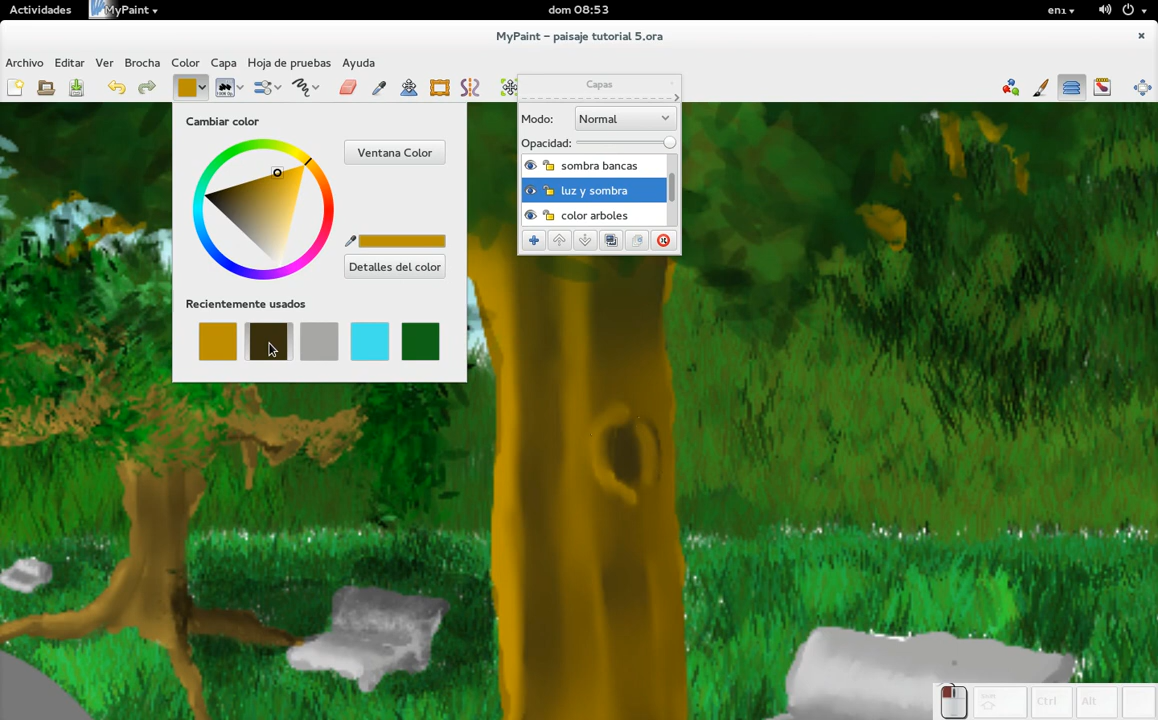 Actividades MyPaint dom 08:53 en1
MyPaint – paisaje tutorial 5.ora
Archivo Editar Ver Brocha Color Capa Hoja de pruebas Ayuda
Capas
Cambiar color
Ventana Color
Detalles del color
Recientemente usados
Modo: Normal
Opacidad:
sombra bancas
luz y sombra
color arboles
Ctrl Alt